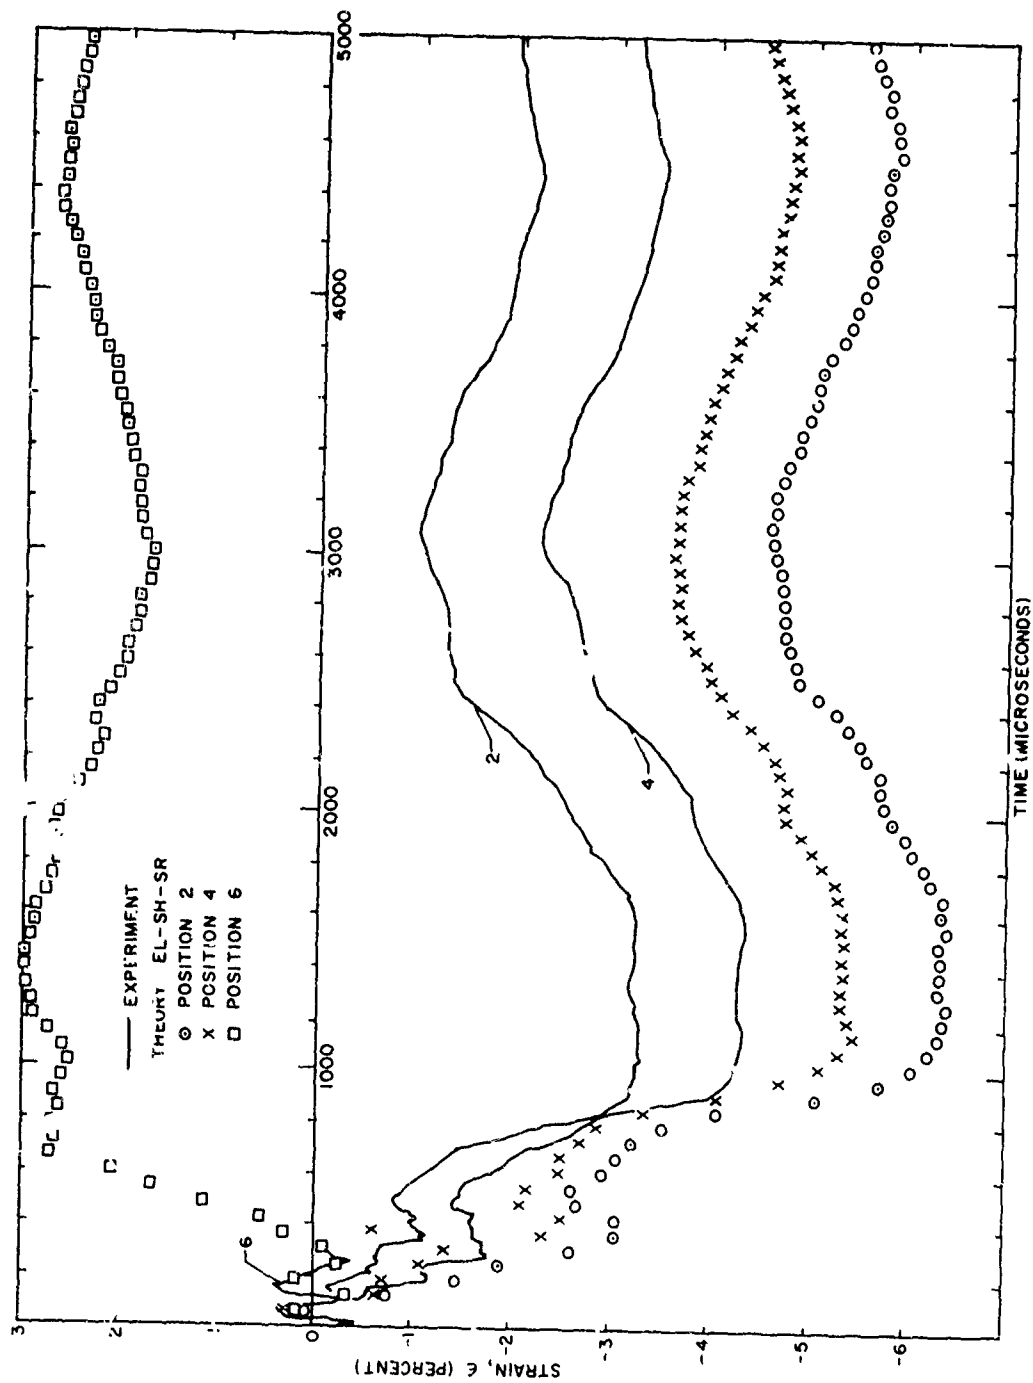 3
2
1
0
-1
-2
-3
-4
-5
-6
STRAIN, ϵ (PERCENT)
1000
2000
3000
4000
5000
TIME (MICROSECONDS)
EXPERIMENT
THEORY EL-SH-SR
⊙ POSITION 2
X POSITION 4
□ POSITION 6
6
2
4